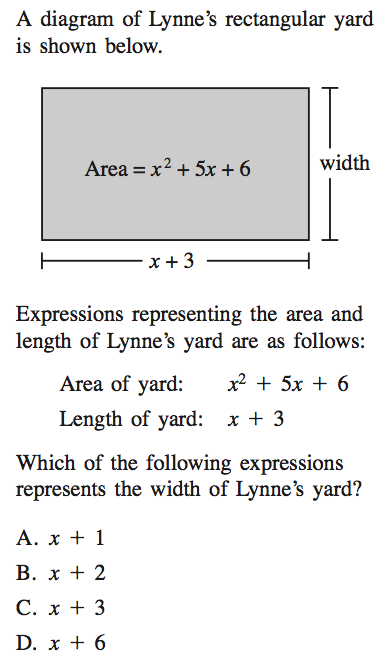 A diagram of Lynne’s rectangular yard
is shown below.
Area = x² + 5x + 6
width
x + 3
Expressions representing the area and
length of Lynne’s yard are as follows:
Area of yard: x² + 5x + 6
Length of yard: x + 3
Which of the following expressions
represents the width of Lynne’s yard?
A. x + 1
B. x + 2
C. x + 3
D. x + 6